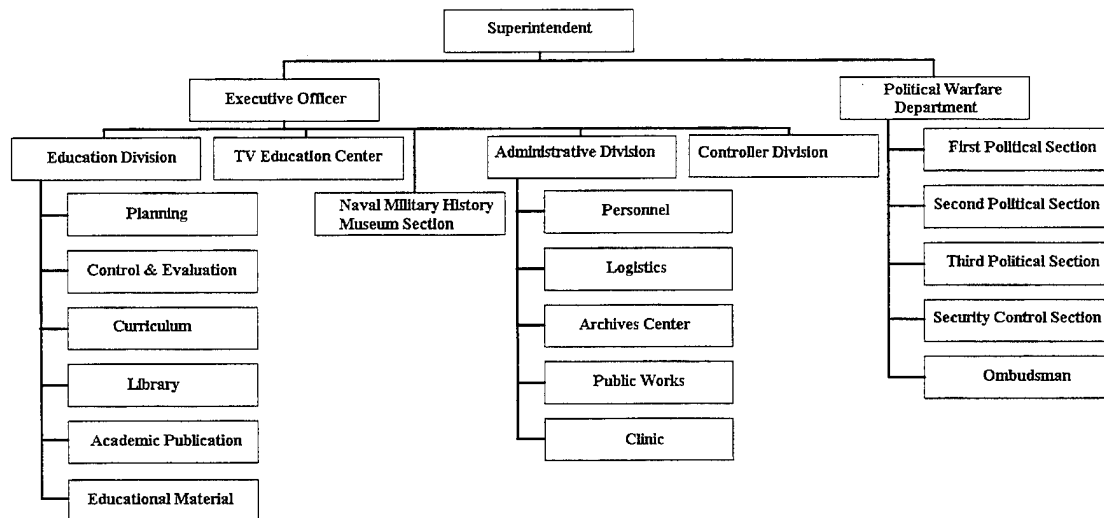 Superintendent
Executive Officer
Political Warfare
Department
Education Division
TV Education Center
Naval Military History
Museum Section
Administrative Division
Controller Division
Planning
Control & Evaluation
Curriculum
Library
Academic Publication
Educational Material
Personnel
Logistics
Archives Center
Public Works
Clinic
First Political Section
Second Political Section
Third Political Section
Security Control Section
Ombudsman